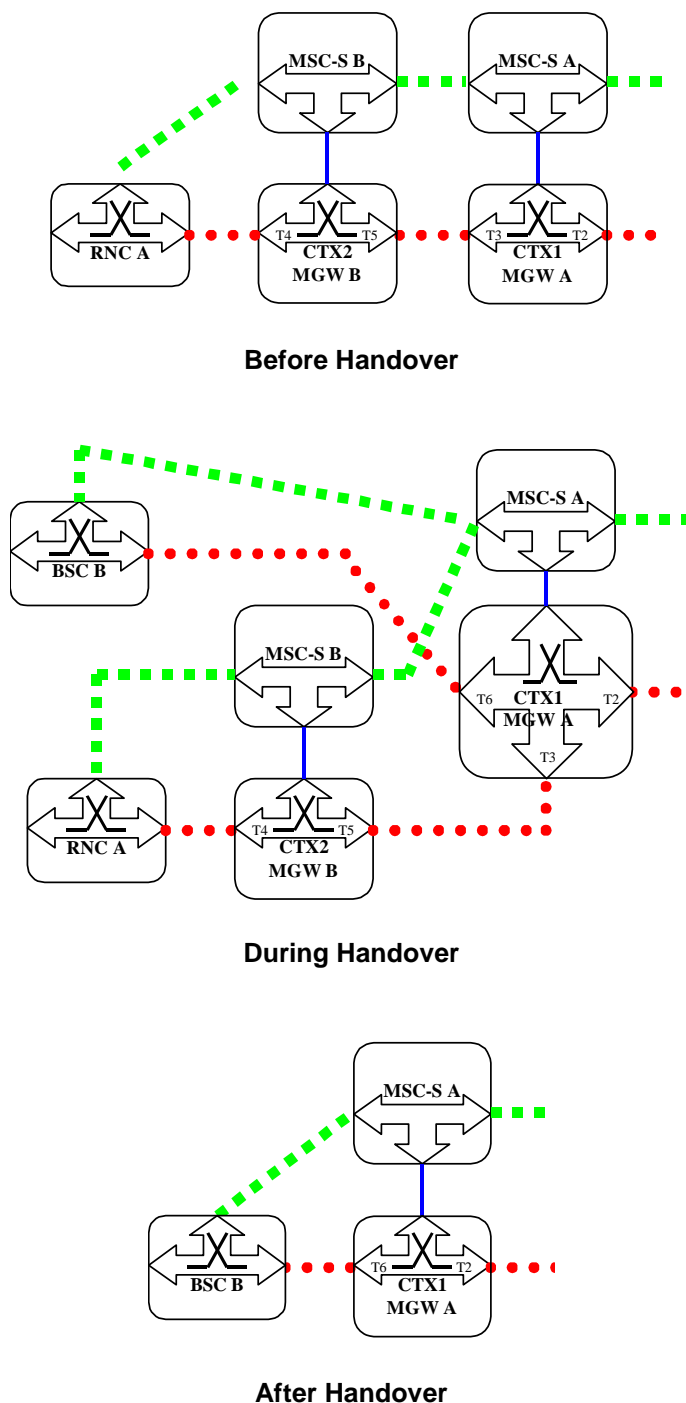 MSC-S B
MSC-S A
T4
T5
T3
T2
RNC A
CTX2
MGW B
CTX1
MGW A
Before Handover
MSC-S A
BSC B
MSC-S B
T6
CTX1
T2
MGW A
T3
T4
T5
RNC A
CTX2
MGW B
During Handover
MSC-S A
T6
T2
BSC B
CTX1
MGW A
After Handover